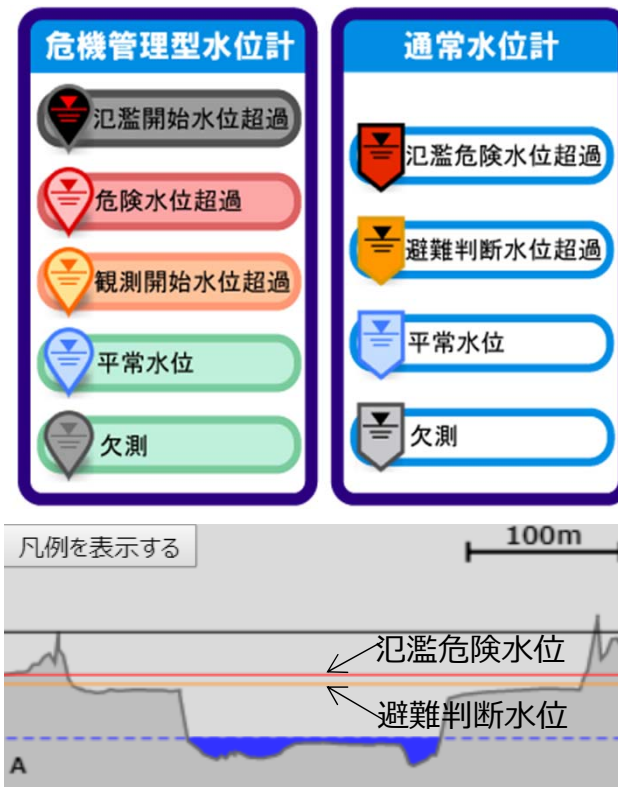 危機管理型水位計
氾濫開始水位超過
危険水位超過
観測開始水位超過
平常水位
欠測
通常水位計
氾濫危険水位超過
避難判断水位超過
平常水位
欠測
凡例を表示する
100m
氾濫危険水位
避難判断水位
A